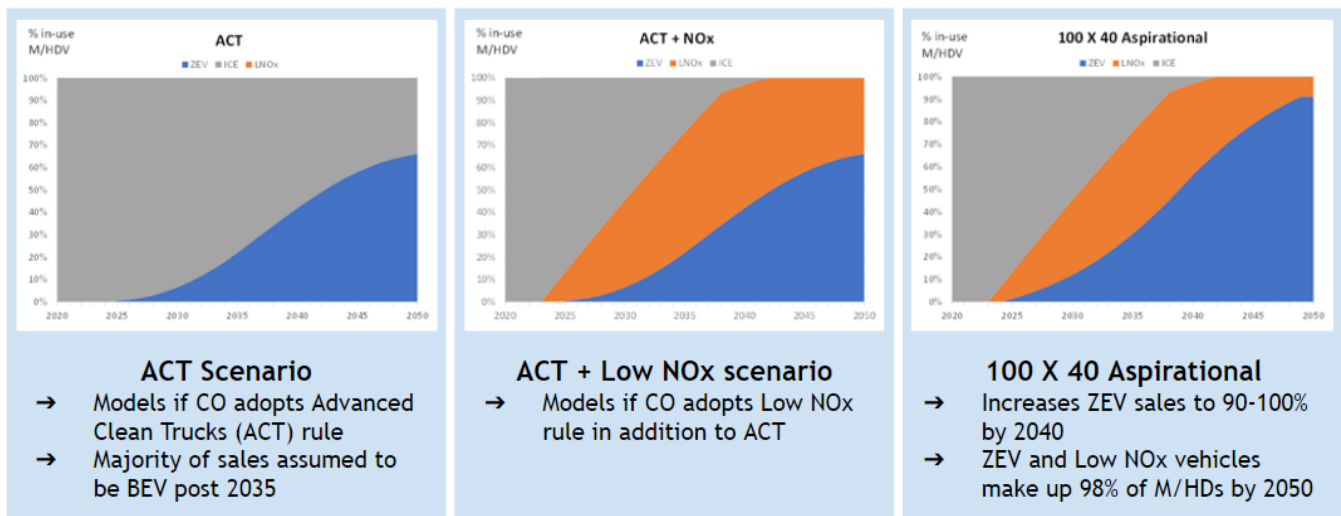 % in-use
M/HDV
ACT
ZEV ICE LNOx
100%
90%
80%
70%
60%
50%
40%
30%
20%
10%
0%
2020 2025 2030 2035 2040 2045 2050
ACT Scenario
➔ Models if CO adopts Advanced
Clean Trucks (ACT) rule
➔ Majority of sales assumed to
be BEV post 2035
% in-use
M/HDV
ACT + NOx
ZEV LNOx ICE
100%
90%
80%
70%
60%
50%
40%
30%
20%
10%
0%
2020 2025 2030 2035 2040 2045 2050
ACT + Low NOx scenario
➔ Models if CO adopts Low NOx
rule in addition to ACT
% in-use
M/HDV
100 X 40 Aspirational
ZEV LNOx ICE
100%
90%
80%
70%
60%
50%
40%
30%
20%
10%
0%
2020 2025 2030 2035 2040 2045 2050
100 X 40 Aspirational
➔ Increases ZEV sales to 90-100%
by 2040
➔ ZEV and Low NOx vehicles
make up 98% of M/HDs by 2050